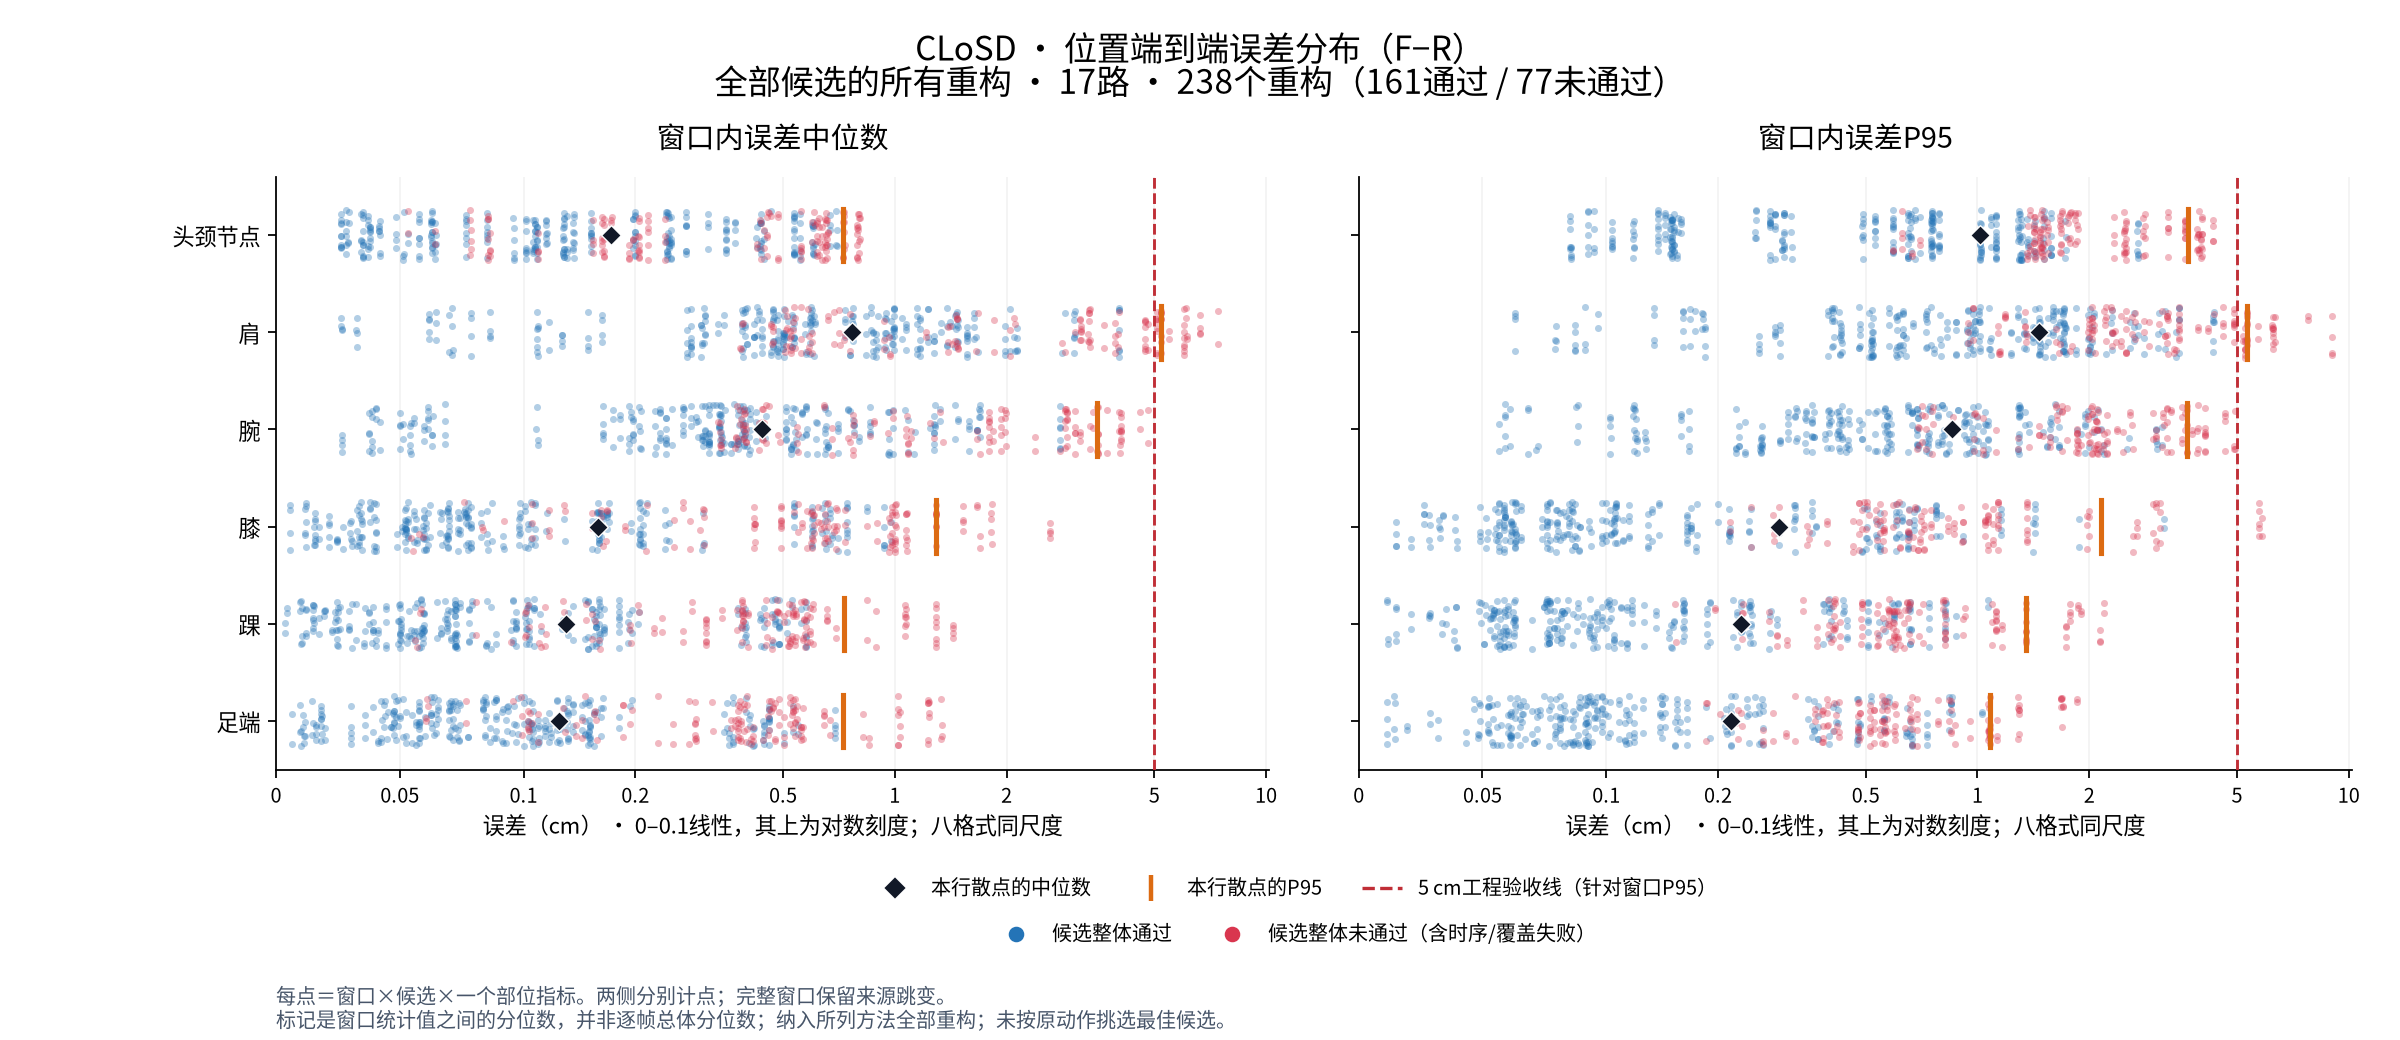 CLoSD · 位置端到端误差分布（F–R）
全部候选的所有重构 · 17路 · 238个重构（161通过 / 77未通过）
窗口内误差中位数
窗口内误差P95
头颈节点
肩
腕
膝
踝
足端
0 0.05 0.1 0.2 0.5 1 2 5 10
0 0.05 0.1 0.2 0.5 1 2 5 10
误差（cm） · 0–0.1线性，其上为对数刻度；八格式同尺度
误差（cm） · 0–0.1线性，其上为对数刻度；八格式同尺度
本行散点的中位数 本行散点的P95 5 cm工程验收线（针对窗口P95）
候选整体通过 候选整体未通过（含时序/覆盖失败）
每点＝窗口×候选×一个部位指标。两侧分别计点；完整窗口保留来源跳变。
标记是窗口统计值之间的分位数，并非逐帧总体分位数；纳入所列方法全部重构；未按原动作挑选最佳候选。